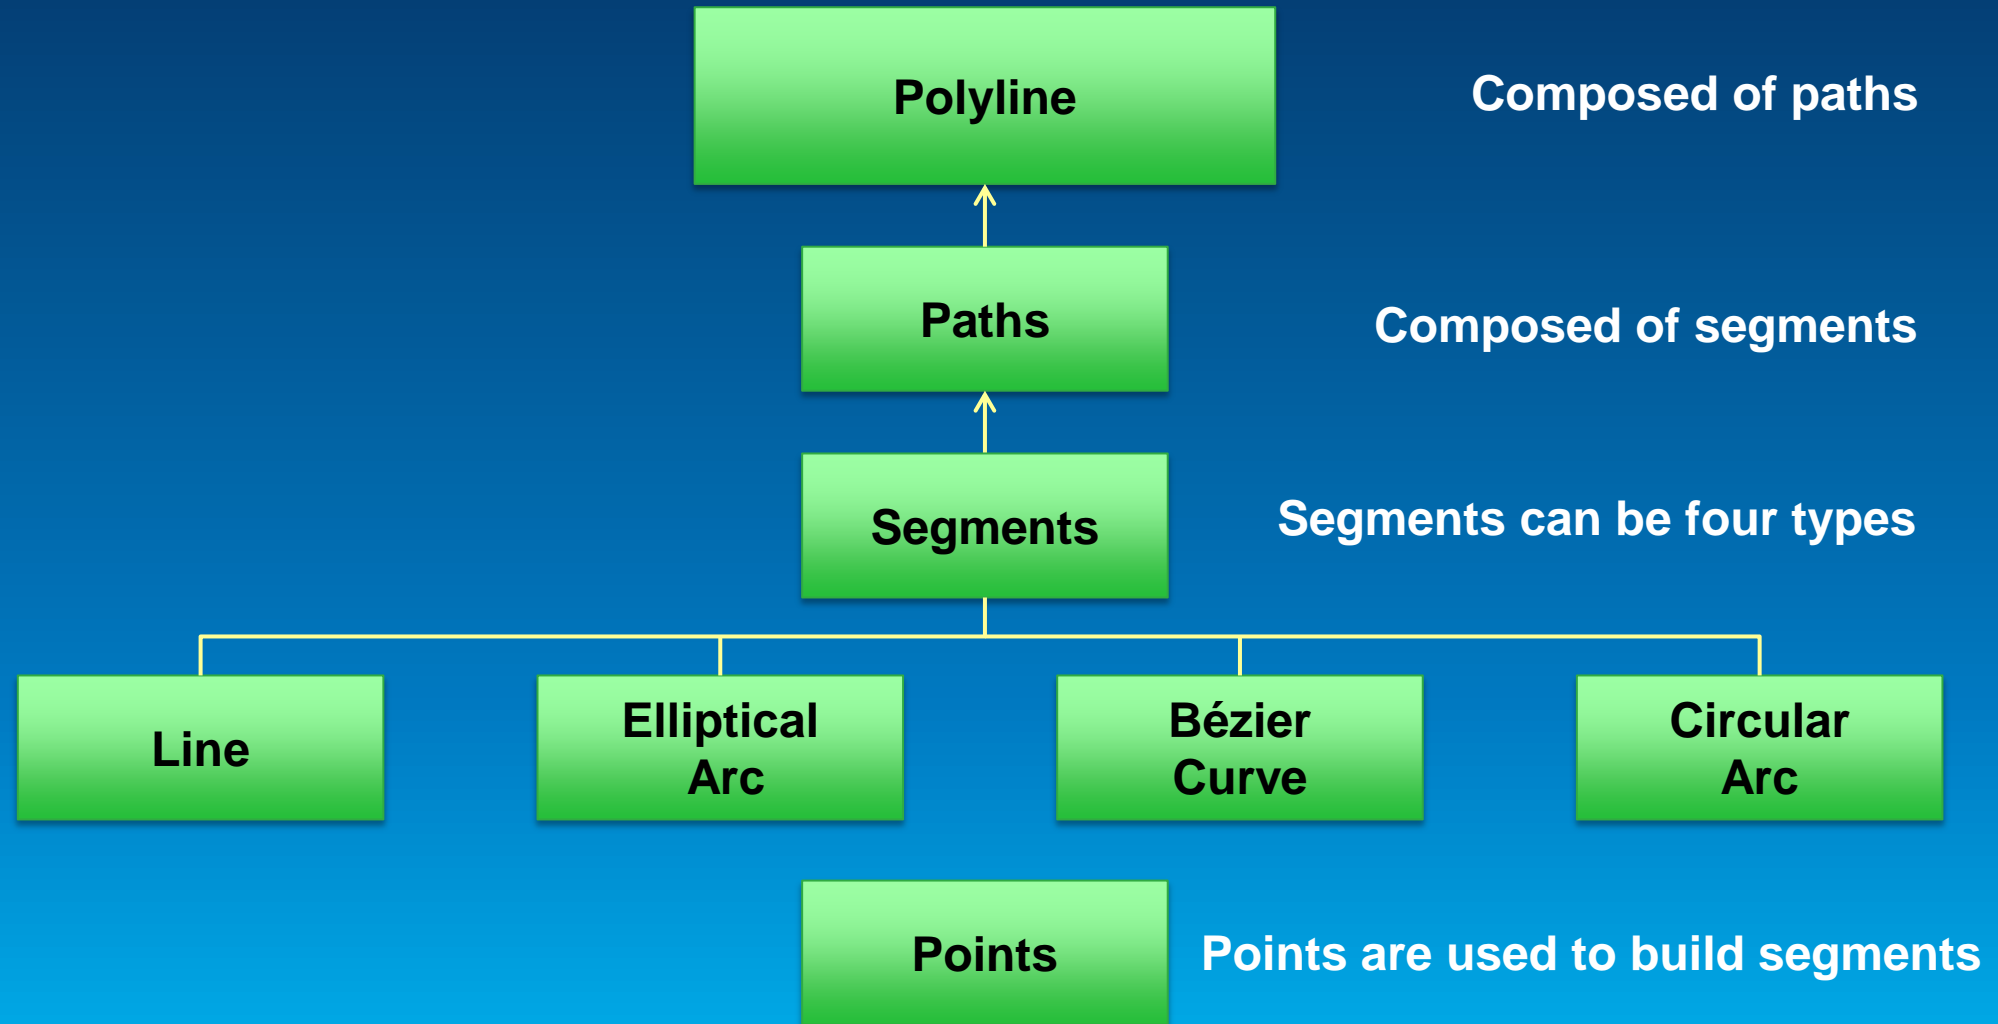 Polyline
Composed of paths
Paths
Composed of segments
Segments
Segments can be four types
Line
Elliptical
Arc
Bézier
Curve
Circular
Arc
Points
Points are used to build segments